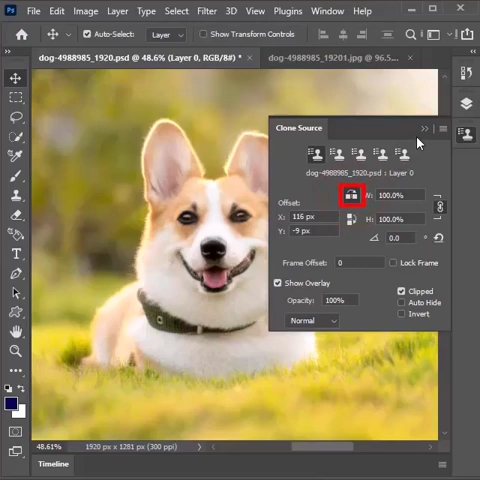 Ps File Edit Image Layer Type Select Filter 3D View Plugins Window Help
Auto-Select: Layer Show Transform Controls
dog-4988985_1920.psd @ 48.6% (Layer 0, RGB/8#) * × dog-4988985_19201.jpg @ 96.5... ×
Clone Source
dog-4988985_1920.psd : Layer 0
W: 100.0%
Offset:
X: 116 px
H: 100.0%
Y: -9 px
0.0 °
Frame Offset: 0 Lock Frame
Show Overlay
Clipped
Opacity: 100%
Auto Hide
Invert
Normal
48.61% 1920 px x 1281 px (300 ppi)
Timeline